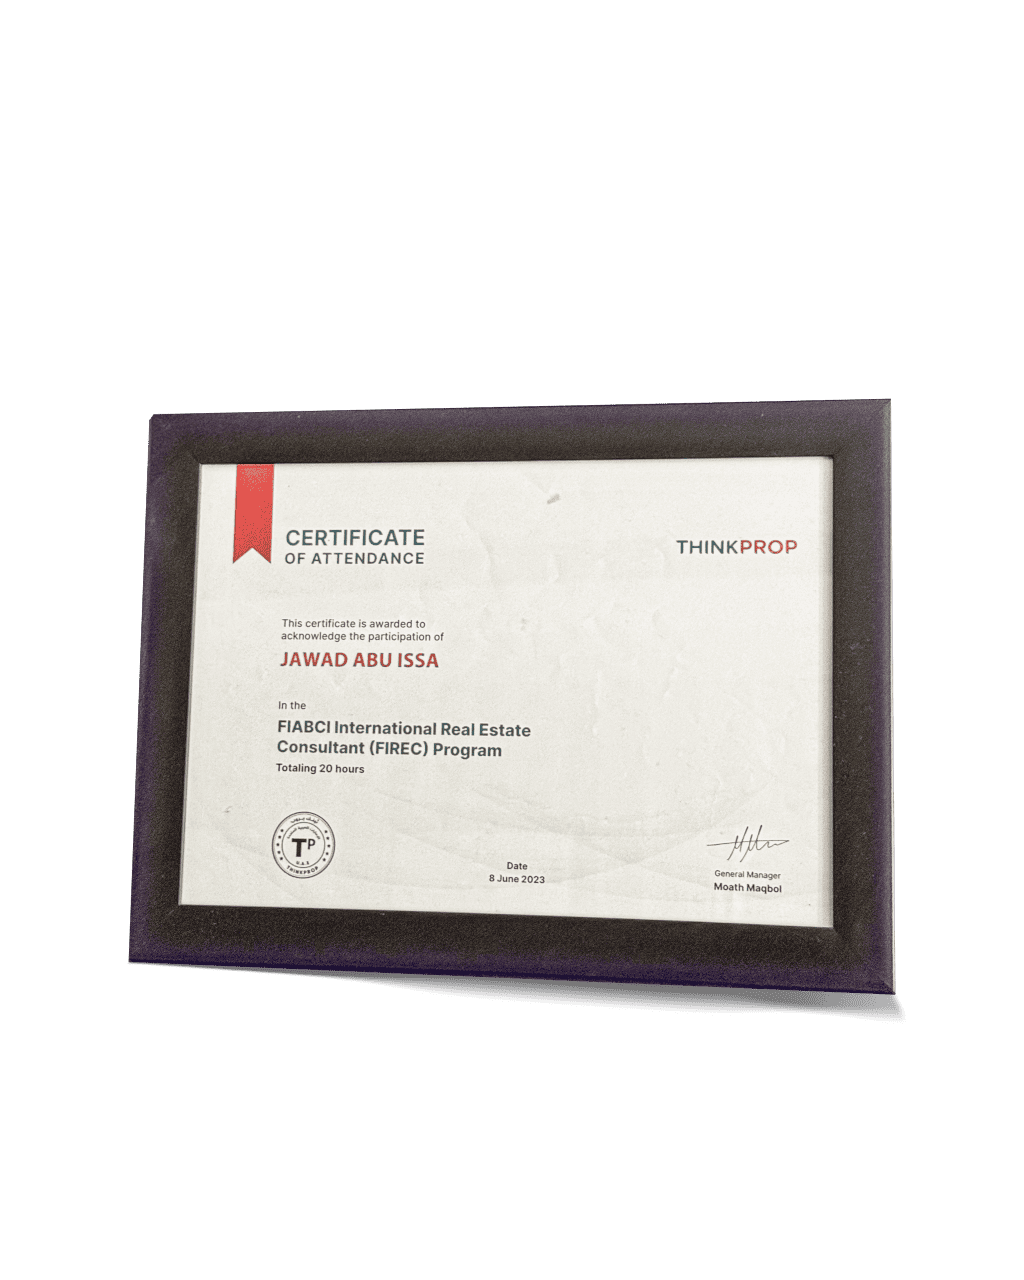 CERTIFICATE
OF ATTENDANCE
THINKPROP
This certificate is awarded to
acknowledge the participation of
JAWAD ABU ISSA
In the
FIABCI International Real Estate
Consultant (FIREC) Program
Totaling 20 hours
TP
U.A.E
THINKPROP
Date
8 June 2023
General Manager
Moath Maqbol